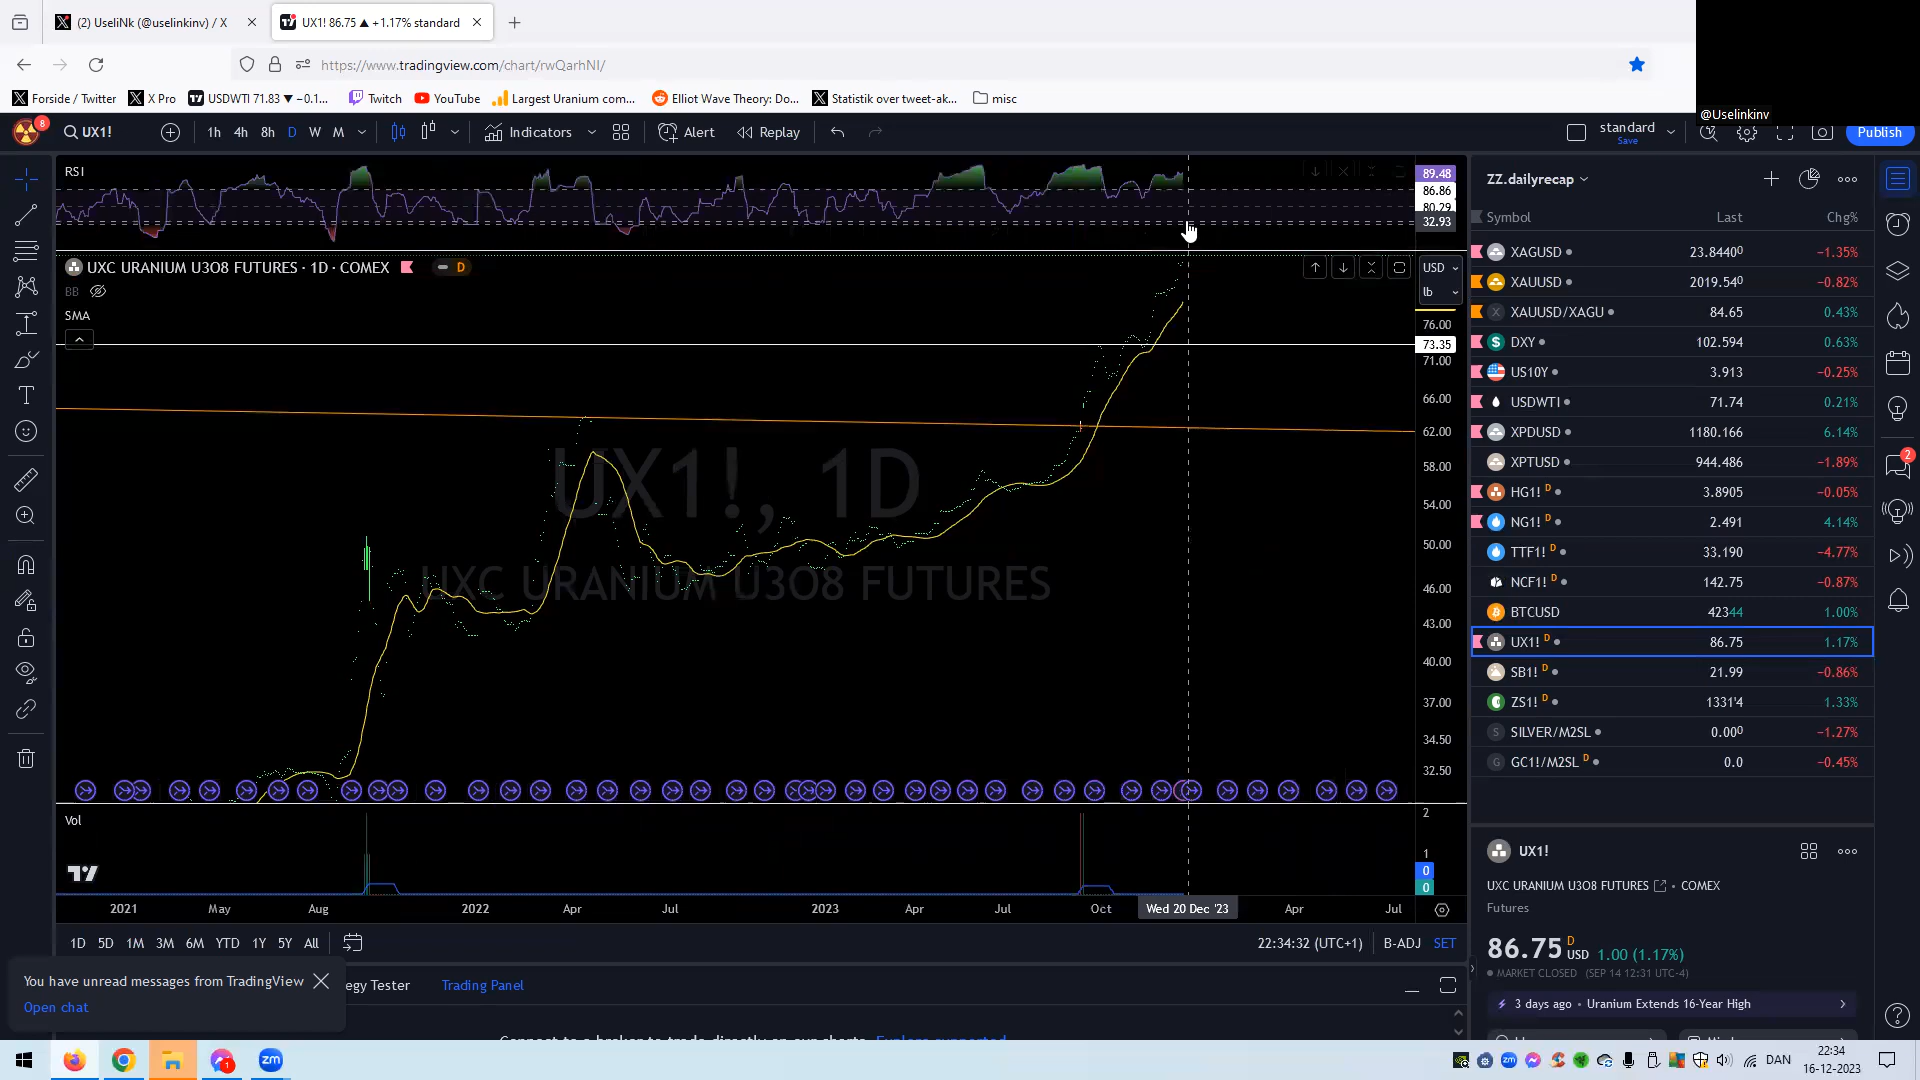 (2) UseliNk (@uselinkinv) / X
UX1! 86.75 ▲ +1.17% standard
https://www.tradingview.com/chart/rwQarhNI/
Forside / Twitter X Pro USDWTI 71.83 ▼ −0.1... Twitch YouTube Largest Uranium com... Elliot Wave Theory: Do... Statistik over tweet-ak... misc
@Uselinkinv
8 UX1! 1h 4h 8h D W M Indicators Alert Replay standard Save Publish
RSI
89.48
86.86
80.29
32.93
UXC URANIUM U3O8 FUTURES · 1D · COMEX D
BB
SMA
USD
lb
76.00
73.35
71.00
66.00
62.00
58.00
54.00
50.00
46.00
43.00
40.00
37.00
34.50
32.50
UX1!, 1D
UXC URANIUM U3O8 FUTURES
Vol
2
1
0
0
2021 May Aug 2022 Apr Jul 2023 Apr Jul Oct Wed 20 Dec '23 Apr Jul
1D 5D 1M 3M 6M YTD 1Y 5Y All 22:34:32 (UTC+1) B-ADJ SET
You have unread messages from TradingView
Open chat
egy Tester Trading Panel
ZZ.dailyrecap
Symbol Last Chg%
XAGUSD 23.8440 −1.35%
XAUUSD 2019.540 −0.82%
XAUUSD/XAGU 84.65 0.43%
DXY 102.594 0.63%
US10Y 3.913 −0.25%
USDWTI 71.74 0.21%
XPDUSD 1180.166 6.14%
XPTUSD 944.486 −1.89%
HG1! D 3.8905 −0.05%
NG1! D 2.491 4.14%
TTF1! D 33.190 −4.77%
NCF1! D 142.75 −0.87%
BTCUSD 42344 1.00%
UX1! D 86.75 1.17%
SB1! D 21.99 −0.86%
ZS1! D 1331'4 1.33%
SILVER/M2SL 0.000 −1.27%
GC1!/M2SL D 0.0 −0.45%
2
UX1!
UXC URANIUM U3O8 FUTURES • COMEX
Futures
86.75 D USD 1.00 (1.17%)
MARKET CLOSED (SEP 14 12:31 UTC-4)
3 days ago • Uranium Extends 16-Year High
DAN 22:34
16-12-2023